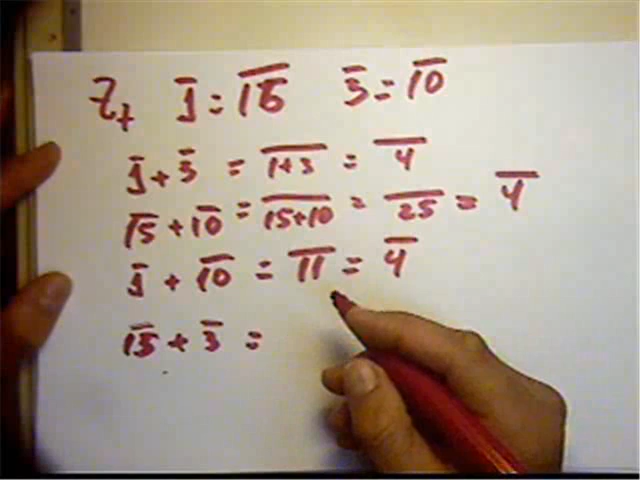 Z₇ 1̅ = 1̅5̅ 3̅ = 1̅0̅
1̅ + 3̅ = 1̅+̅3̅ = 4̅
1̅5̅ + 1̅0̅ = 1̅5̅+̅1̅0̅ = 2̅5̅ = 4̅
1̅ + 1̅0̅ = 1̅1̅ = 4̅
1̅5̅ + 3̅ =